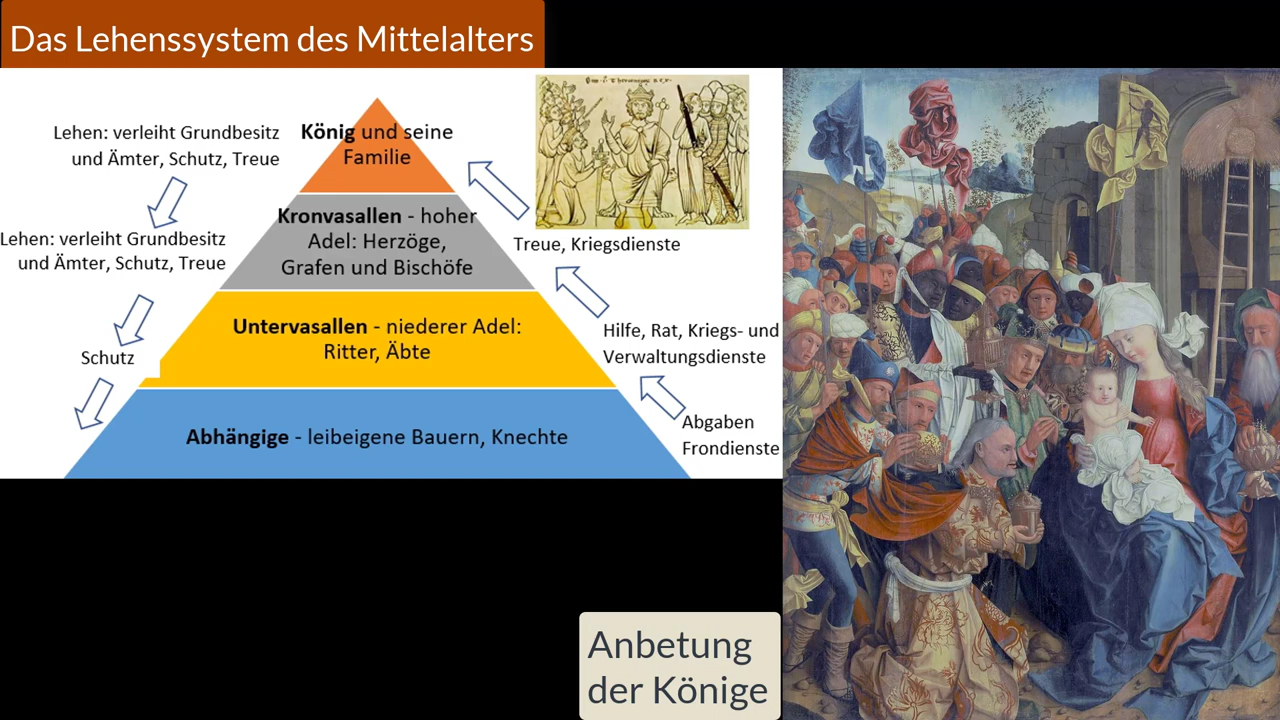 Das Lehenssystem des Mittelalters
Lehen: verleiht Grundbesitz
und Ämter, Schutz, Treue
König und seine
Familie
Lehen: verleiht Grundbesitz
und Ämter, Schutz, Treue
Kronvasallen - hoher
Adel: Herzöge,
Grafen und Bischöfe
Treue, Kriegsdienste
Schutz
Untervasallen - niederer Adel:
Ritter, Äbte
Hilfe, Rat, Kriegs- und
Verwaltungsdienste
Abhängige - leibeigene Bauern, Knechte
Abgaben
Frondienste
Anbetung
der Könige